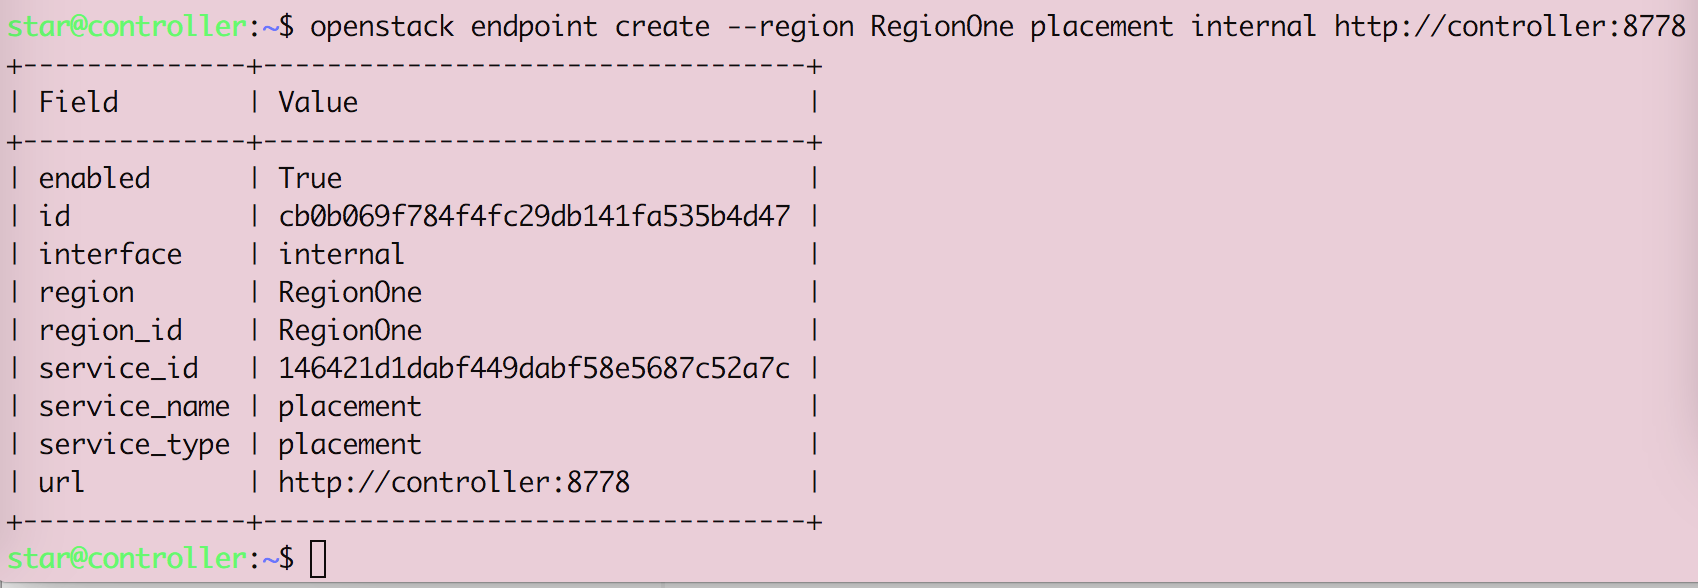 star@controller:~$ openstack endpoint create --region RegionOne placement internal http://controller:8778
+--------------+----------------------------------+
| Field        | Value                            |
+--------------+----------------------------------+
| enabled      | True                             |
| id           | cb0b069f784f4fc29db141fa535b4d47 |
| interface    | internal                         |
| region       | RegionOne                        |
| region_id    | RegionOne                        |
| service_id   | 146421d1dabf449dabf58e5687c52a7c |
| service_name | placement                        |
| service_type | placement                        |
| url          | http://controller:8778           |
+--------------+----------------------------------+
star@controller:~$